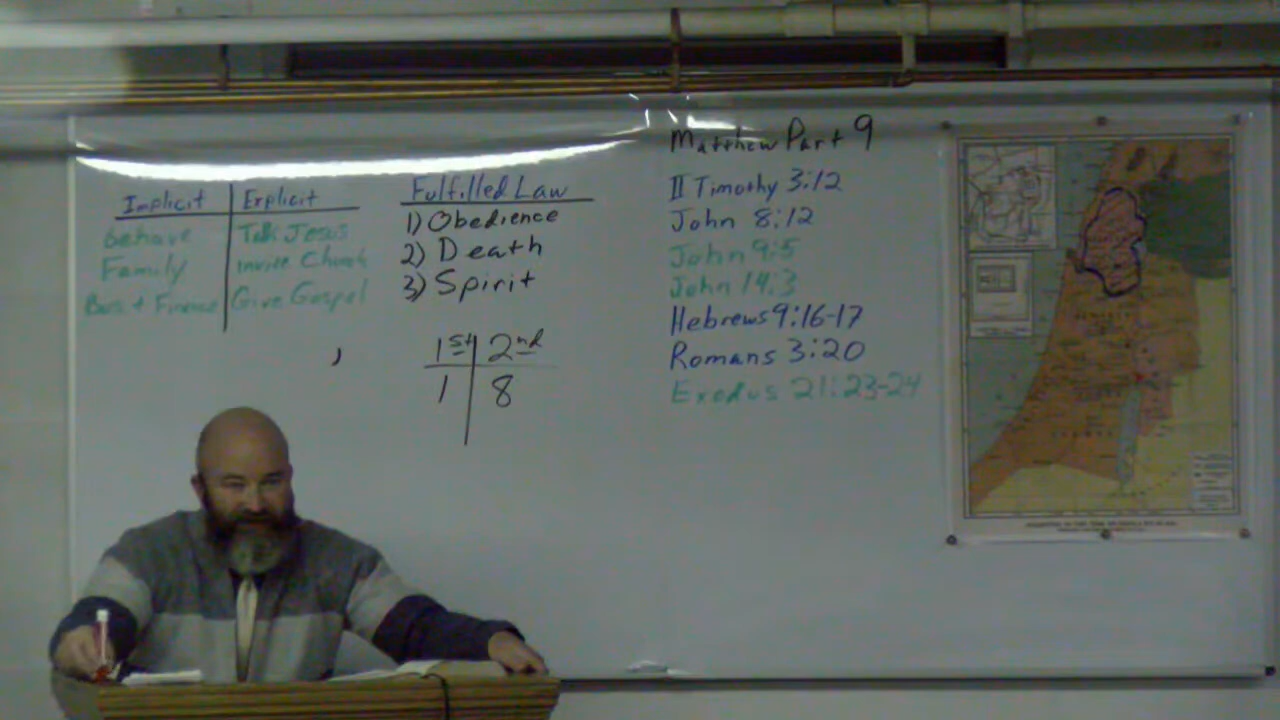 Implicit Explicit
Behave Talk Jesus
Family Invite Church
Bus + Finance Give Gospel
Fulfilled Law
1) Obedience
2) Death
3) Spirit
1st 2nd
1 8
Matthew Part 9
II Timothy 3:12
John 8:12
John 9:5
John 14:3
Hebrews 9:16-17
Romans 3:20
Exodus 21:23-24